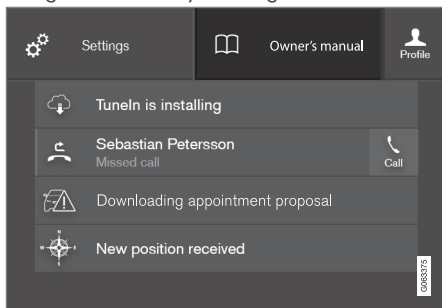 Settings
Owner's manual
Profile
TuneIn is installing
Sebastian Petersson
Missed call
Call
Downloading appointment proposal
New position received
G063375